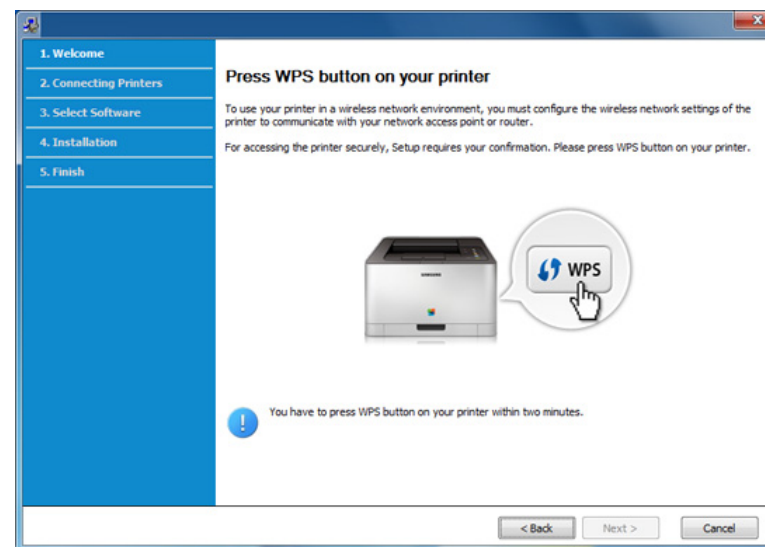 1. Welcome
2. Connecting Printers
3. Select Software
4. Installation
5. Finish
Press WPS button on your printer
To use your printer in a wireless network environment, you must configure the wireless network settings of the
printer to communicate with your network access point or router.
For accessing the printer securely, Setup requires your confirmation. Please press WPS button on your printer.
SAMSUNG
WPS
You have to press WPS button on your printer within two minutes.
< Back
Next >
Cancel